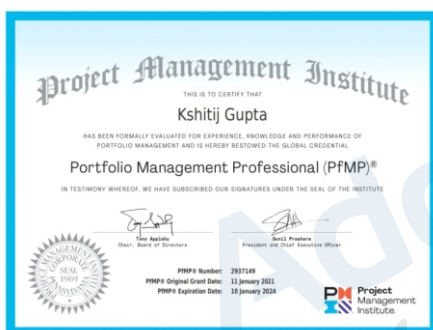 Project Management Institute
THIS IS TO CERTIFY THAT
Kshitij Gupta
HAS BEEN FORMALLY EVALUATED FOR EXPERIENCE, KNOWLEDGE AND PERFORMANCE OF
PORTFOLIO MANAGEMENT AND IS HEREBY BESTOWED THE GLOBAL CREDENTIAL
Portfolio Management Professional (PfMP)®
IN TESTIMONY WHEREOF, WE HAVE SUBSCRIBED OUR SIGNATURES UNDER THE SEAL OF THE INSTITUTE
Tony Appleby
Chair, Board of Directors
Sunil Prashara
President and Chief Executive Officer
CORPORATE
SEAL
1969
PfMP® Number: 2937149
PfMP® Original Grant Date: 11 January 2021
PfMP® Expiration Date: 10 January 2024
Project
Management
Institute.